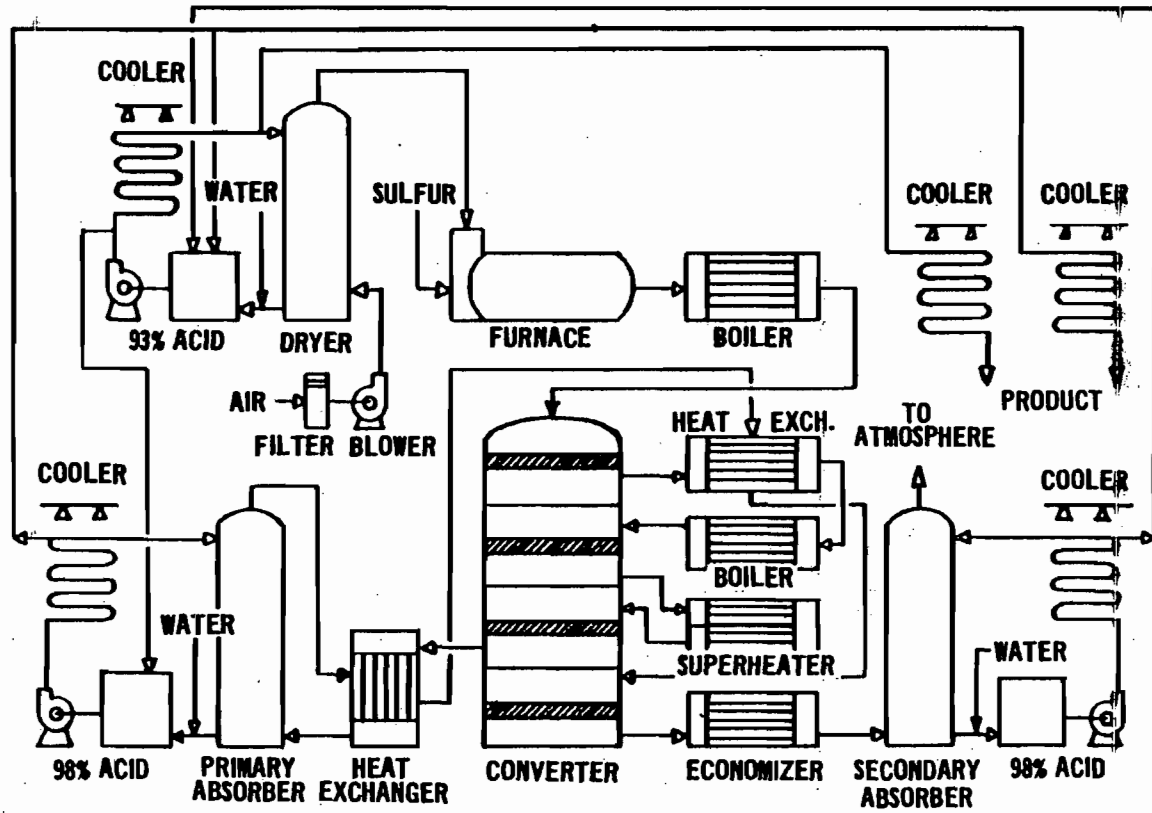 COOLER
WATER
SULFUR
COOLER
COOLER
93% ACID
DRYER
FURNACE
BOILER
AIR
FILTER
BLOWER
PRODUCT
TO
ATMOSPHERE
HEAT EXCH.
COOLER
COOLER
BOILER
WATER
SUPERHEATER
WATER
98% ACID
PRIMARY
ABSORBER
HEAT
EXCHANGER
CONVERTER
ECONOMIZER
SECONDARY
ABSORBER
98% ACID